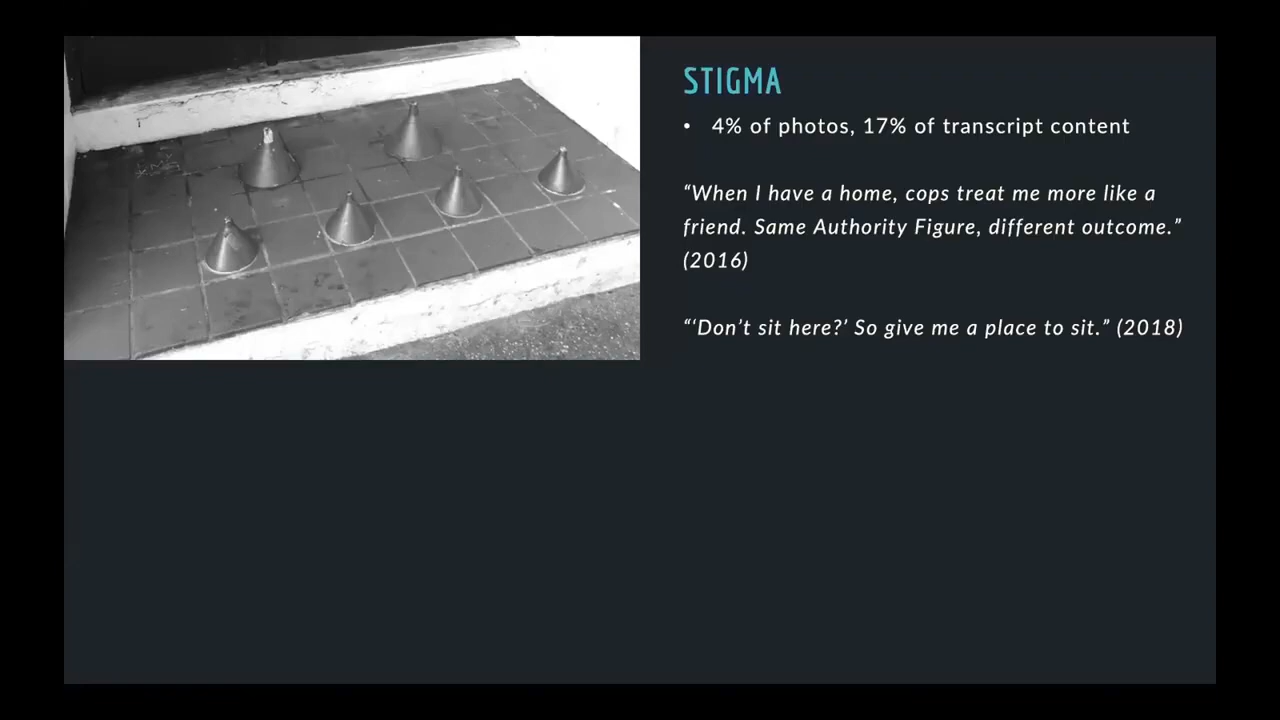 STIGMA
• 4% of photos, 17% of transcript content
“When I have a home, cops treat me more like a
friend. Same Authority Figure, different outcome.”
(2016)
“‘Don’t sit here?’ So give me a place to sit.” (2018)